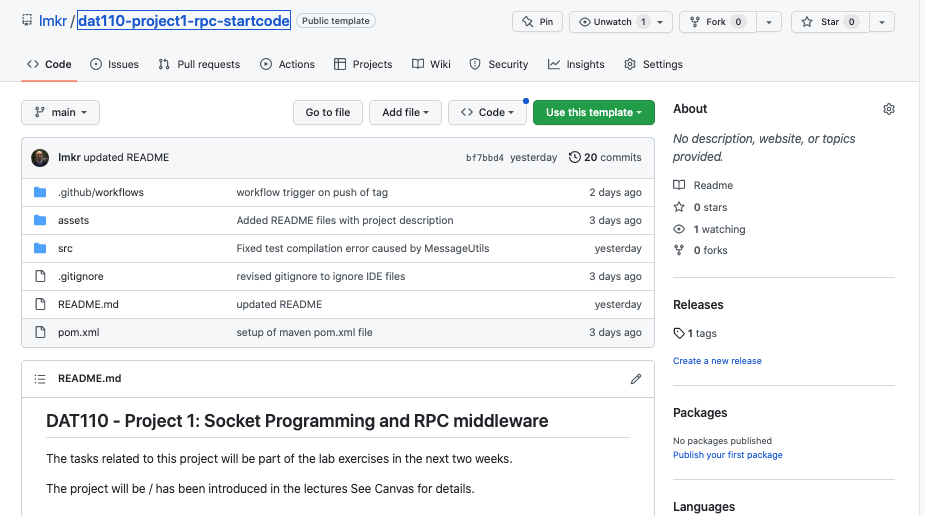 lmkr / dat110-project1-rpc-startcode Public template
Pin
Unwatch 1
Fork 0
Star 0
Code
Issues
Pull requests
Actions
Projects
Wiki
Security
Insights
Settings
main
Go to file
Add file
Code
Use this template
lmkr updated README bf7bbd4 yesterday 20 commits
.github/workflows workflow trigger on push of tag 2 days ago
assets Added README files with project description 3 days ago
src Fixed test compilation error caused by MessageUtils yesterday
.gitignore revised gitignore to ignore IDE files 3 days ago
README.md updated README yesterday
pom.xml setup of maven pom.xml file 3 days ago
README.md
DAT110 - Project 1: Socket Programming and RPC middleware
The tasks related to this project will be part of the lab exercises in the next two weeks.
The project will be / has been introduced in the lectures See Canvas for details.
About
No description, website, or topics
provided.
Readme
0 stars
1 watching
0 forks
Releases
1 tags
Create a new release
Packages
No packages published
Publish your first package
Languages